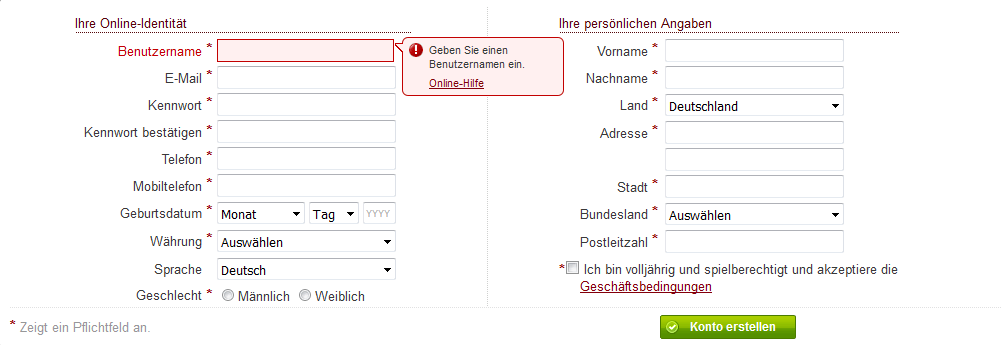 Ihre Online-Identität
Benutzername *
Geben Sie einen
Benutzernamen ein.
Online-Hilfe
E-Mail *
Kennwort *
Kennwort bestätigen *
Telefon *
Mobiltelefon *
Geburtsdatum * Monat Tag YYYY
Währung * Auswählen
Sprache Deutsch
Geschlecht * Männlich Weiblich
Ihre persönlichen Angaben
Vorname *
Nachname *
Land * Deutschland
Adresse *
Stadt *
Bundesland * Auswählen
Postleitzahl *
* Ich bin volljährig und spielberechtigt und akzeptiere die
Geschäftsbedingungen
* Zeigt ein Pflichtfeld an.
Konto erstellen